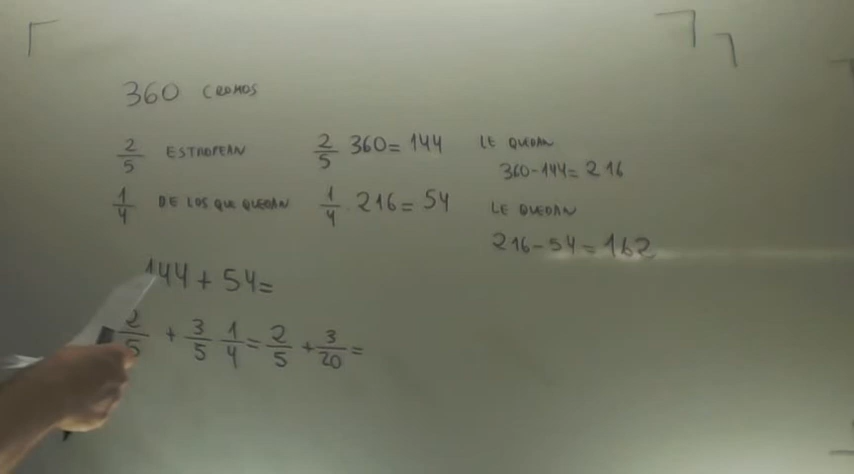 360 CROMOS
2/5 ESTROPEAN 2/5 360 = 144 LE QUEDAN
360 - 144 = 216
1/4 DE LOS QUE QUEDAN 1/4 · 216 = 54 LE QUEDAN
216 - 54 = 162
144 + 54 =
2/5 + 3/5 1/4 = 2/5 + 3/20 =